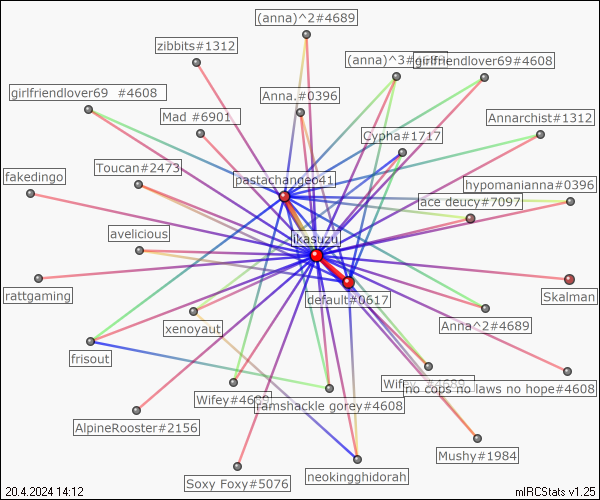 (anna)^2#4689
zibbits#1312
(anna)^3#
girlfriendlover69#4608
girlfriendlover69 #4608
Anna.#0396
Mad #6901
Annarchist#1312
Cypha#1717
Toucan#2473
pastachangeo41
fakedingo
hypomanianna#0396
ace deucy#7097
avelicious
ikasuzu
rattgaming
default#0617
Skalman
xenoyaut
Anna^2#4689
frisout
Wifey #4689
no cops no laws no hope#4608
Wifey#4689
ramshackle gorey#4608
AlpineRooster#2156
Mushy#1984
Soxy Foxy#5076
neokingghidorah
20.4.2024 14:12
mIRCStats v1.25